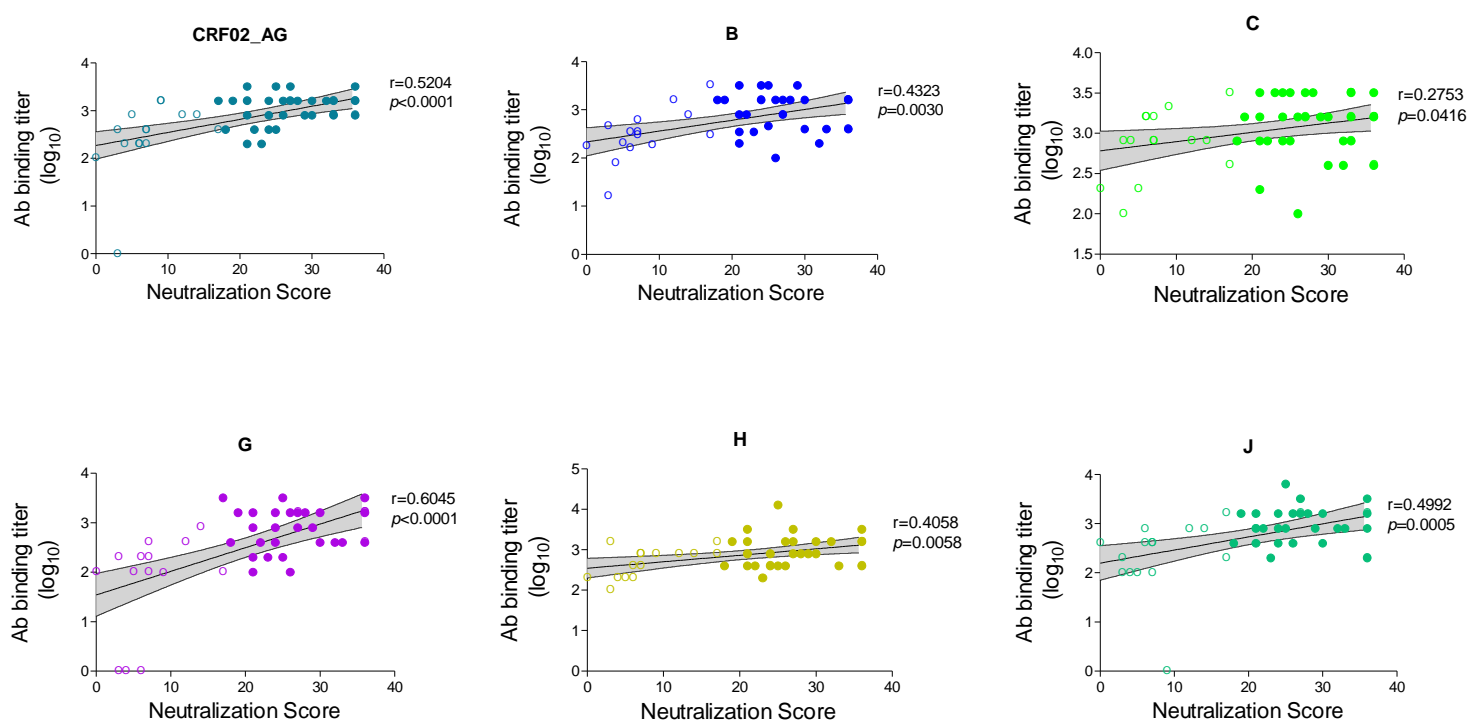 CRF02_AG
4
3
2
1
0
0
10
20
30
40
Ab binding titer
(log10)
Neutralization Score
r=0.5204
p<0.0001
B
4
3
2
1
0
0
10
20
30
40
Ab binding titer
(log10)
Neutralization Score
r=0.4323
p=0.0030
C
4.0
3.5
3.0
2.5
2.0
1.5
0
10
20
30
40
Ab binding titer
(log10)
Neutralization Score
r=0.2753
p=0.0416
G
4
3
2
1
0
0
10
20
30
40
Ab binding titer
(log10)
Neutralization Score
r=0.6045
p<0.0001
H
5
4
3
2
1
0
0
10
20
30
40
Ab binding titer
(log10)
Neutralization Score
r=0.4058
p=0.0058
J
4
3
2
1
0
0
10
20
30
40
Ab binding titer
(log10)
Neutralization Score
r=0.4992
p=0.0005